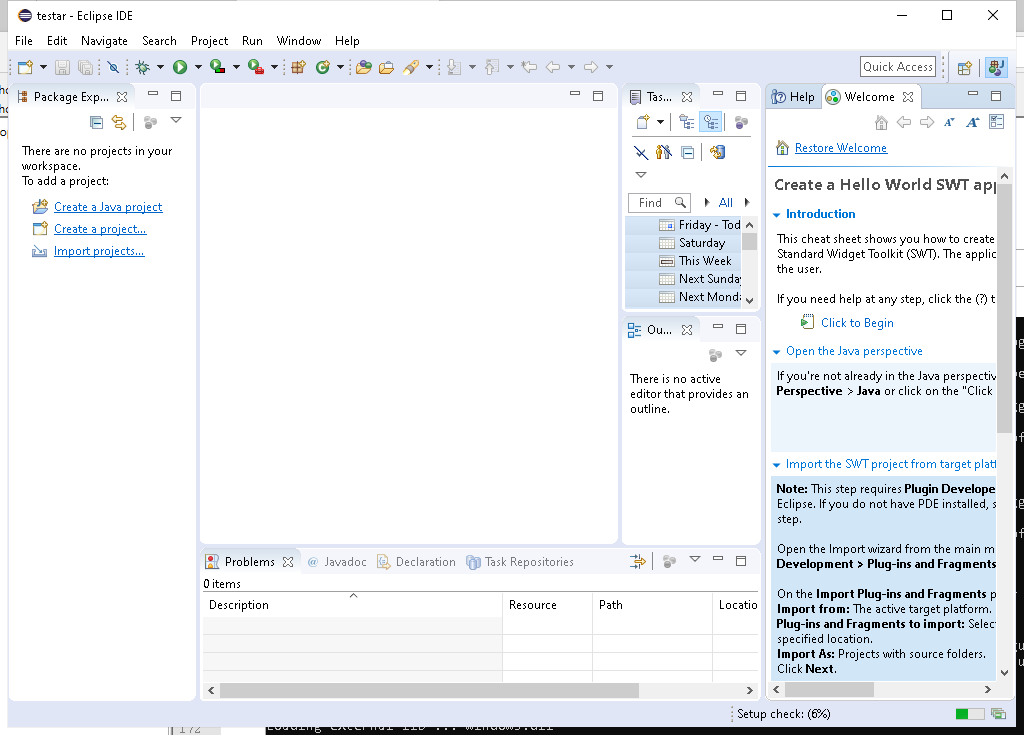 testar - Eclipse IDE
File Edit Navigate Search Project Run Window Help
Quick Access
Package Exp...
There are no projects in your
workspace.
To add a project:
Create a Java project
Create a project...
Import projects...
Tas...
Find
All
Friday - Tod
Saturday
This Week
Next Sunda
Next Monda
Ou...
There is no active
editor that provides an
outline.
Help
Welcome
Restore Welcome
Create a Hello World SWT app
Introduction
This cheat sheet shows you how to create
Standard Widget Toolkit (SWT). The applic
the user.
If you need help at any step, click the (?) t
Click to Begin
Open the Java perspective
If you're not already in the Java perspectiv
Perspective > Java or click on the "Click
Import the SWT project from target platf
Note: This step requires Plugin Develope
Eclipse. If you do not have PDE installed, s
step.
Open the Import wizard from the main m
Development > Plug-ins and Fragments
On the Import Plug-ins and Fragments p
Import from: The active target platform.
Plug-ins and Fragments to import: Selec
specified location.
Import As: Projects with source folders.
Click Next.
Problems
@ Javadoc
Declaration
Task Repositories
0 items
Description Resource Path Locatio
Setup check: (6%)
172